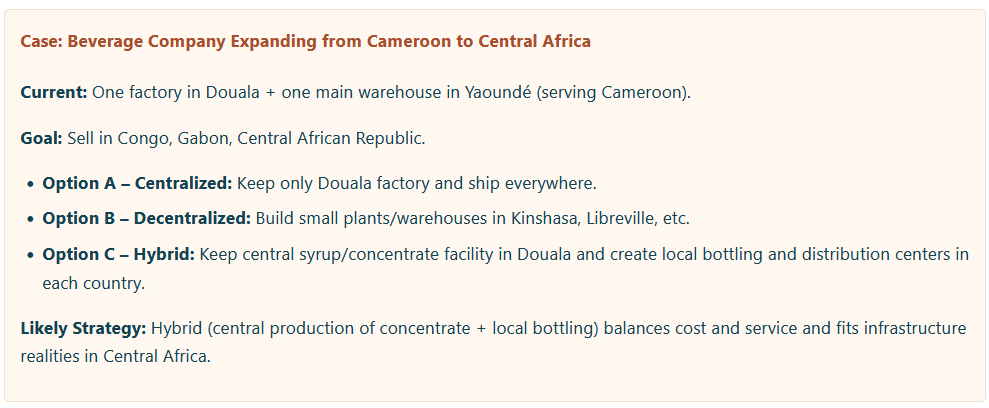 Case: Beverage Company Expanding from Cameroon to Central Africa
Current: One factory in Douala + one main warehouse in Yaoundé (serving Cameroon).
Goal: Sell in Congo, Gabon, Central African Republic.
• Option A – Centralized: Keep only Douala factory and ship everywhere.
• Option B – Decentralized: Build small plants/warehouses in Kinshasa, Libreville, etc.
• Option C – Hybrid: Keep central syrup/concentrate facility in Douala and create local bottling and distribution centers in
each country.
Likely Strategy: Hybrid (central production of concentrate + local bottling) balances cost and service and fits infrastructure
realities in Central Africa.